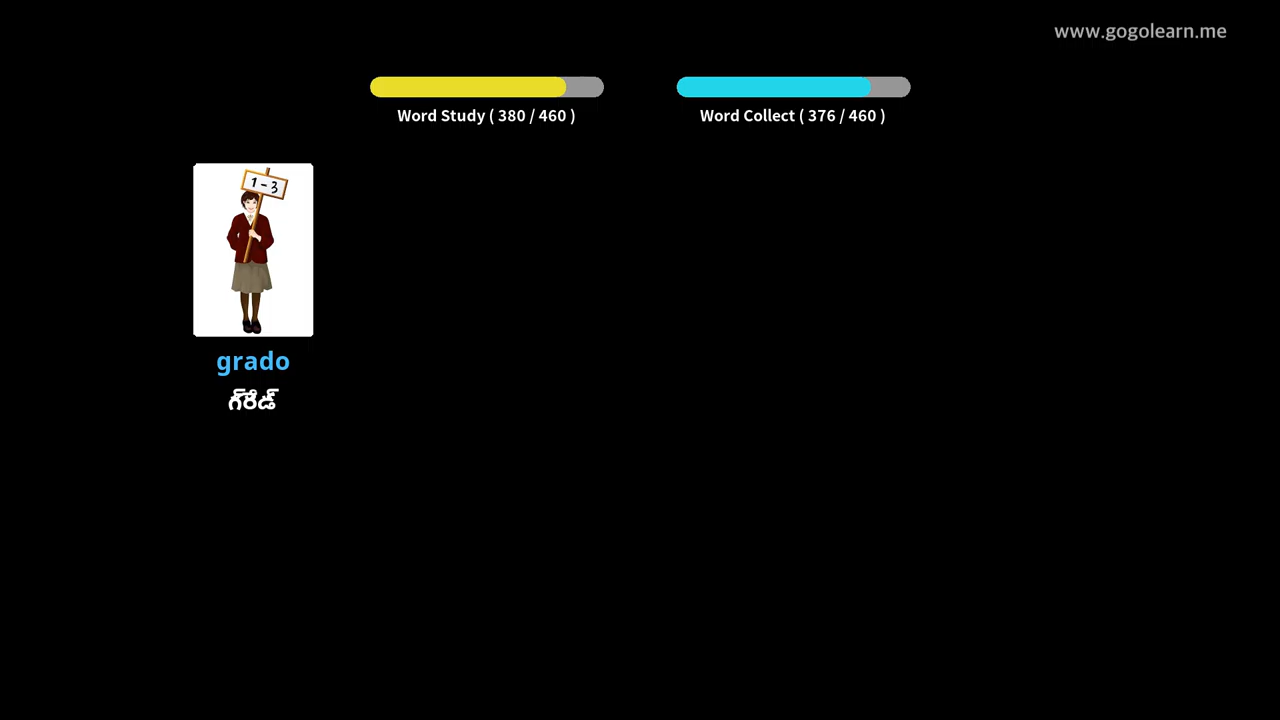 www.gogolearn.me
Word Study ( 380 / 460 )
Word Collect ( 376 / 460 )
1 - 3
grado
గ్రేడ్